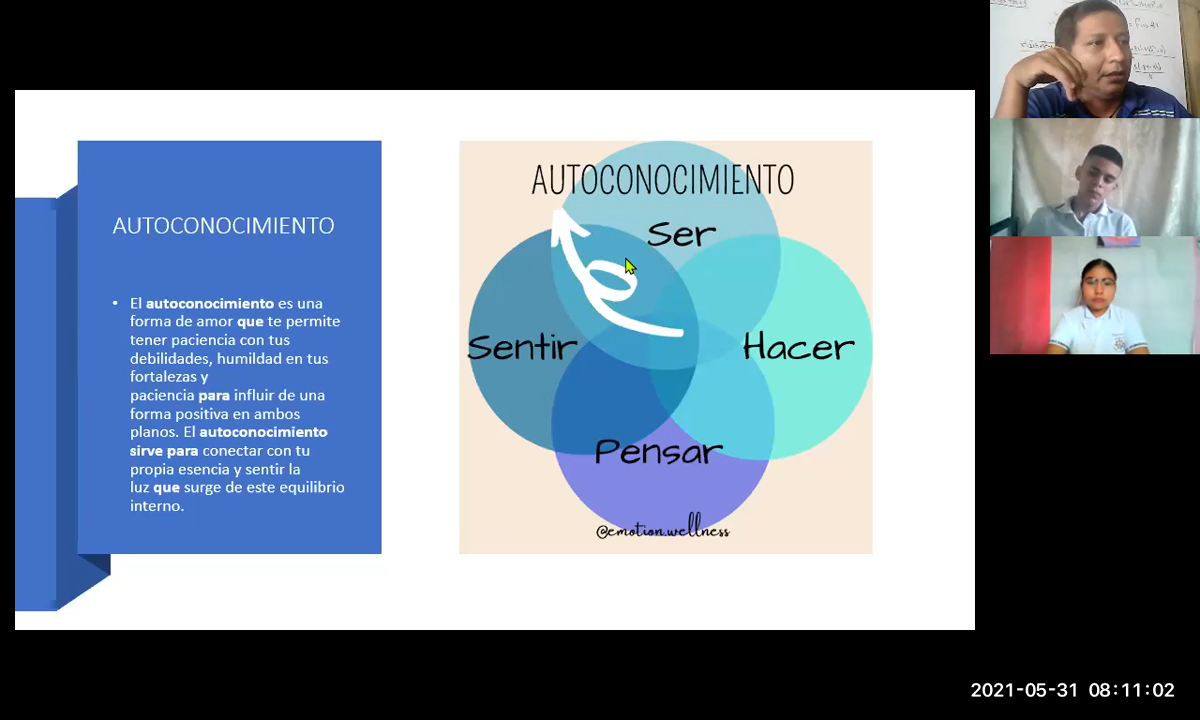 AUTOCONOCIMIENTO
• El autoconocimiento es una
forma de amor que te permite
tener paciencia con tus
debilidades, humildad en tus
fortalezas y
paciencia para influir de una
forma positiva en ambos
planos. El autoconocimiento
sirve para conectar con tu
propia esencia y sentir la
luz que surge de este equilibrio
interno.
AUTOCONOCIMIENTO
Ser
Sentir
Hacer
Pensar
@emotion.wellness
2021-05-31 08:11:02